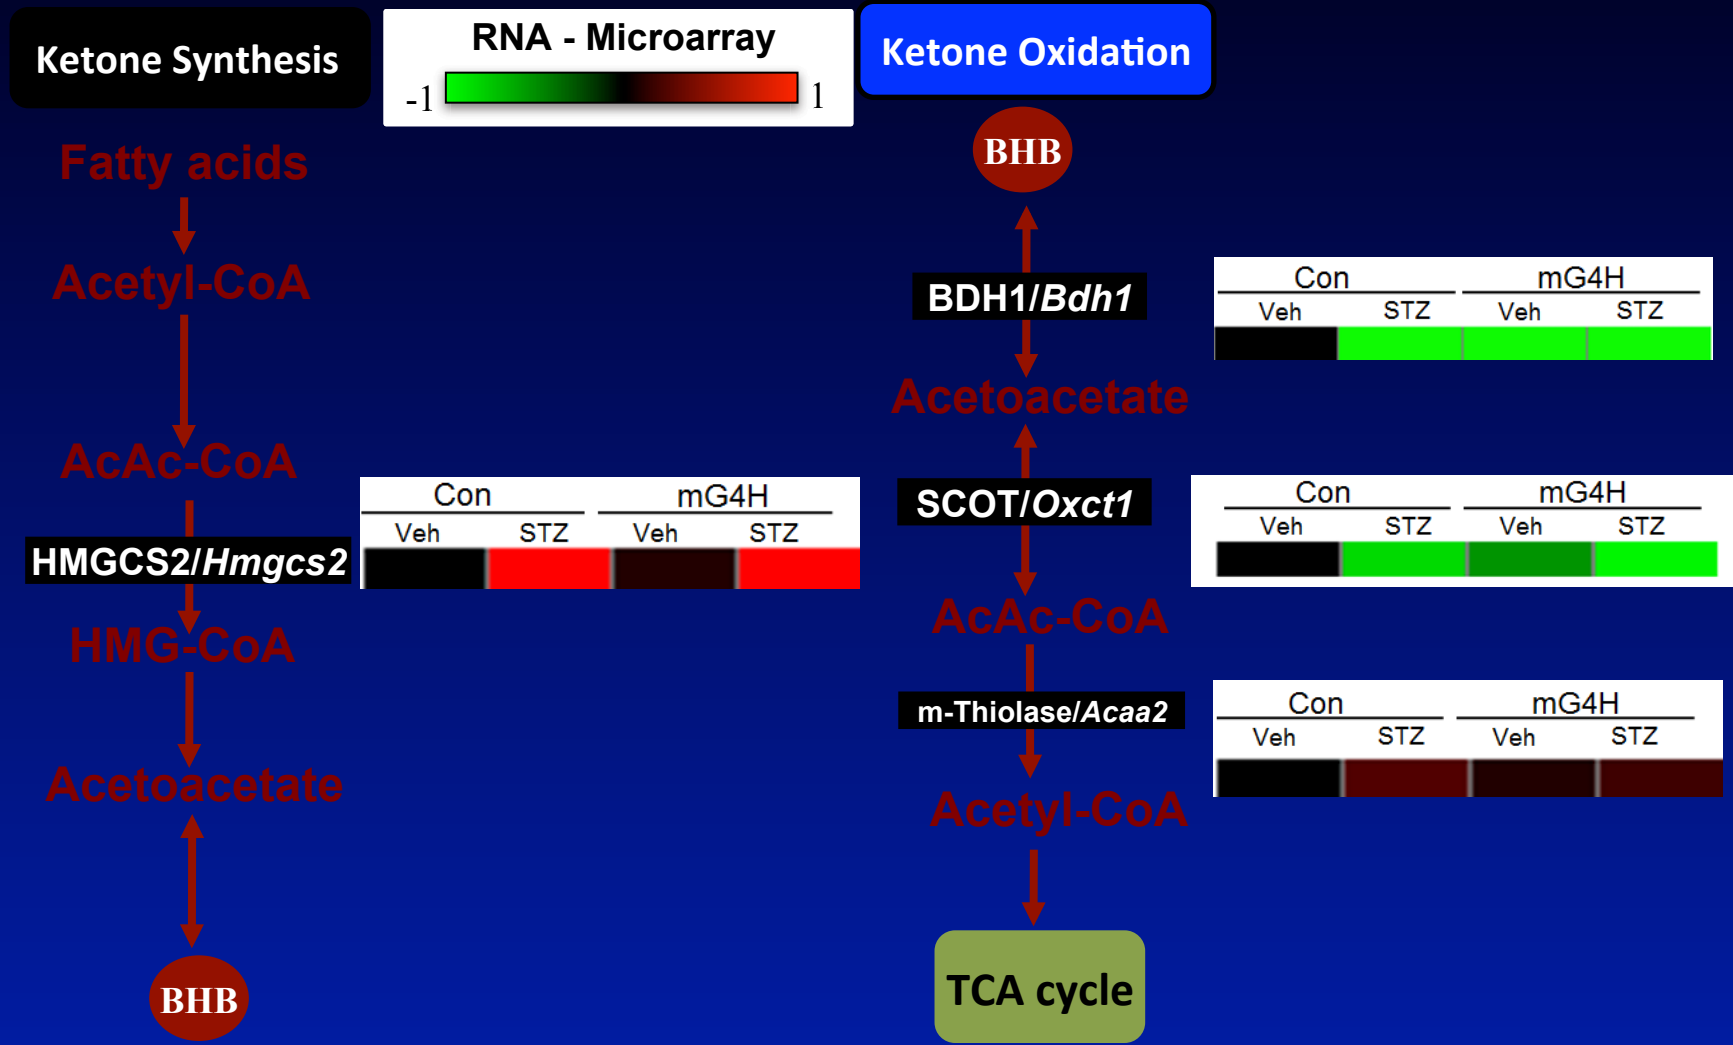 Ketone Synthesis
RNA - Microarray
-1
1
Ketone Oxidation
Fatty acids
Acetyl-CoA
AcAc-CoA
HMGCS2/Hmgcs2
Con
mG4H
Veh
STZ
Veh
STZ
HMG-CoA
Acetoacetate
BHB
BHB
BDH1/Bdh1
Con
mG4H
Veh
STZ
Veh
STZ
Acetoacetate
SCOT/Oxct1
Con
mG4H
Veh
STZ
Veh
STZ
AcAc-CoA
m-Thiolase/Acaa2
Con
mG4H
Veh
STZ
Veh
STZ
Acetyl-CoA
TCA cycle